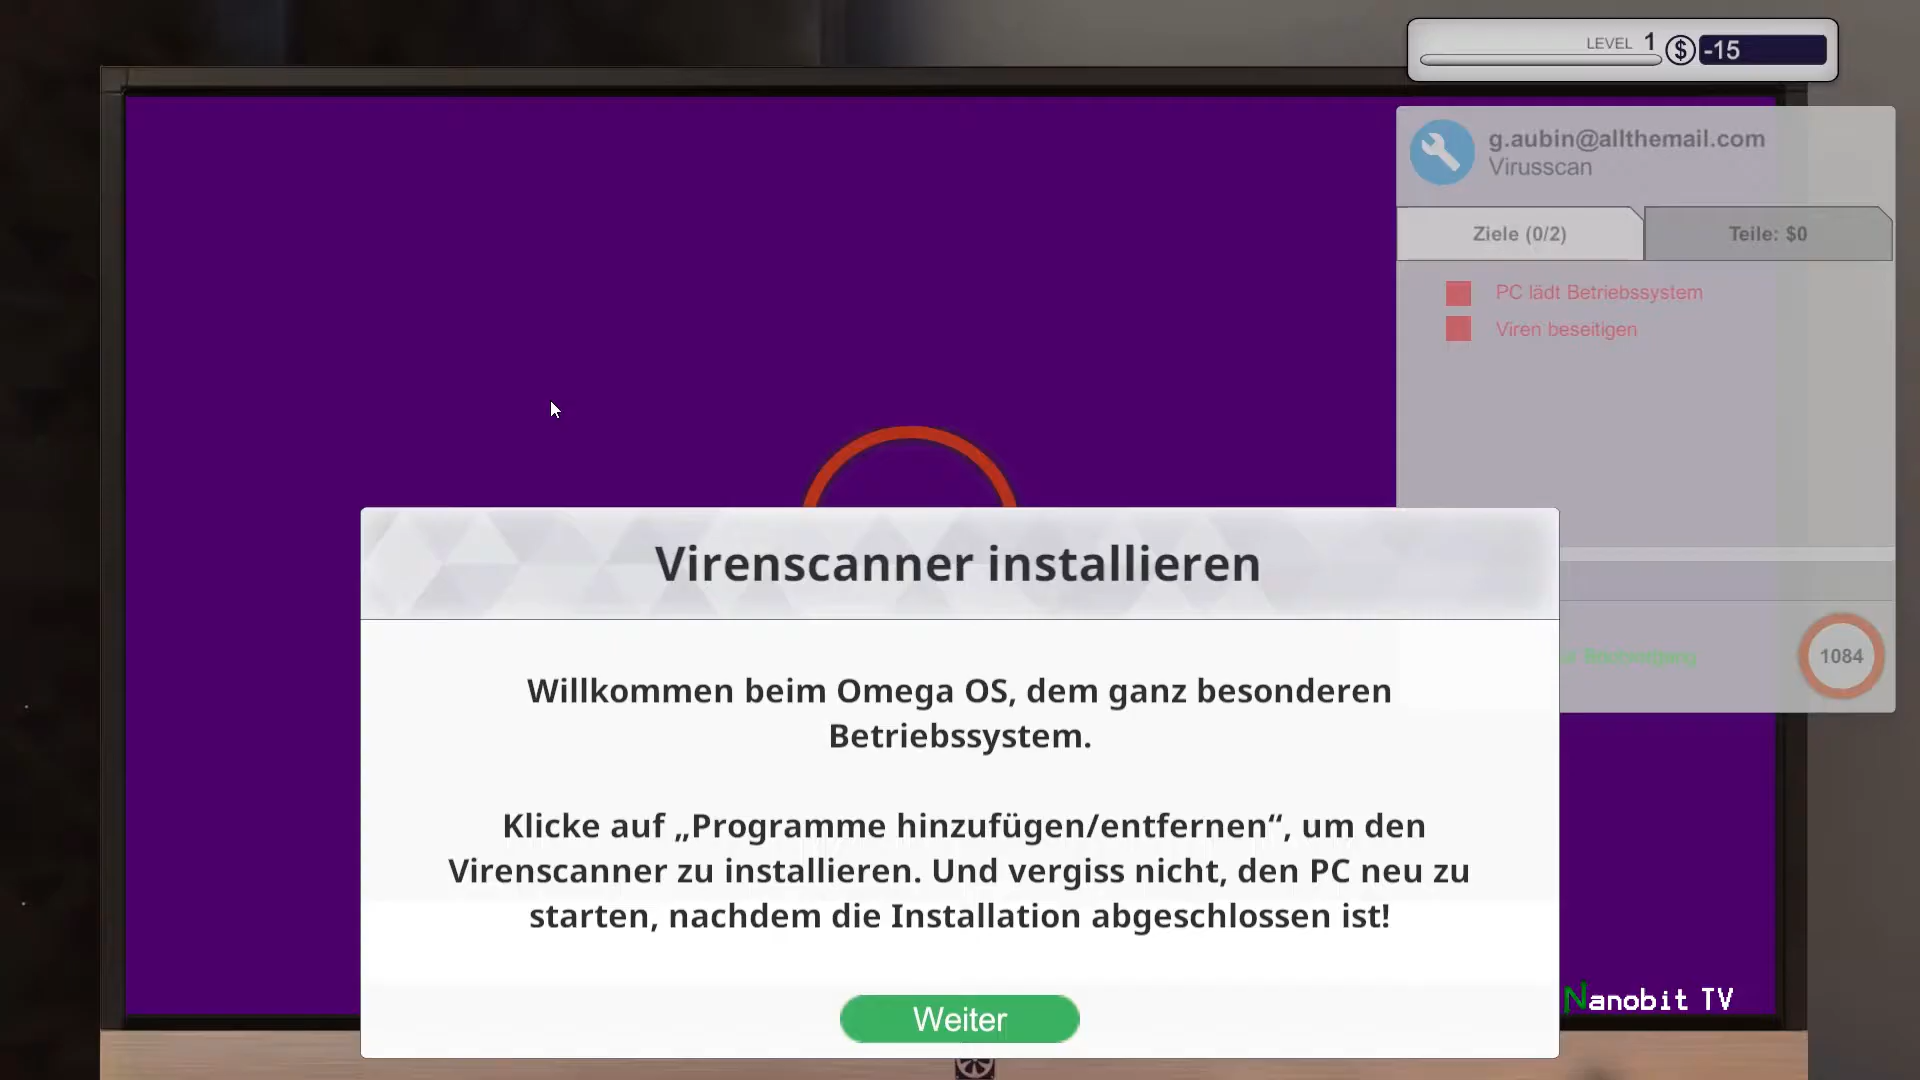 LEVEL 1 $ -15
g.aubin@allthemail.com
Virusscan
Ziele (0/2)
Teile: $0
PC lädt Betriebssystem
Viren beseitigen
Virenscanner installieren
Willkommen beim Omega OS, dem ganz besonderen
Betriebssystem.
Klicke auf „Programme hinzufügen/entfernen“, um den
Virenscanner zu installieren. Und vergiss nicht, den PC neu zu
starten, nachdem die Installation abgeschlossen ist!
1084
Weiter
Nanobit TV